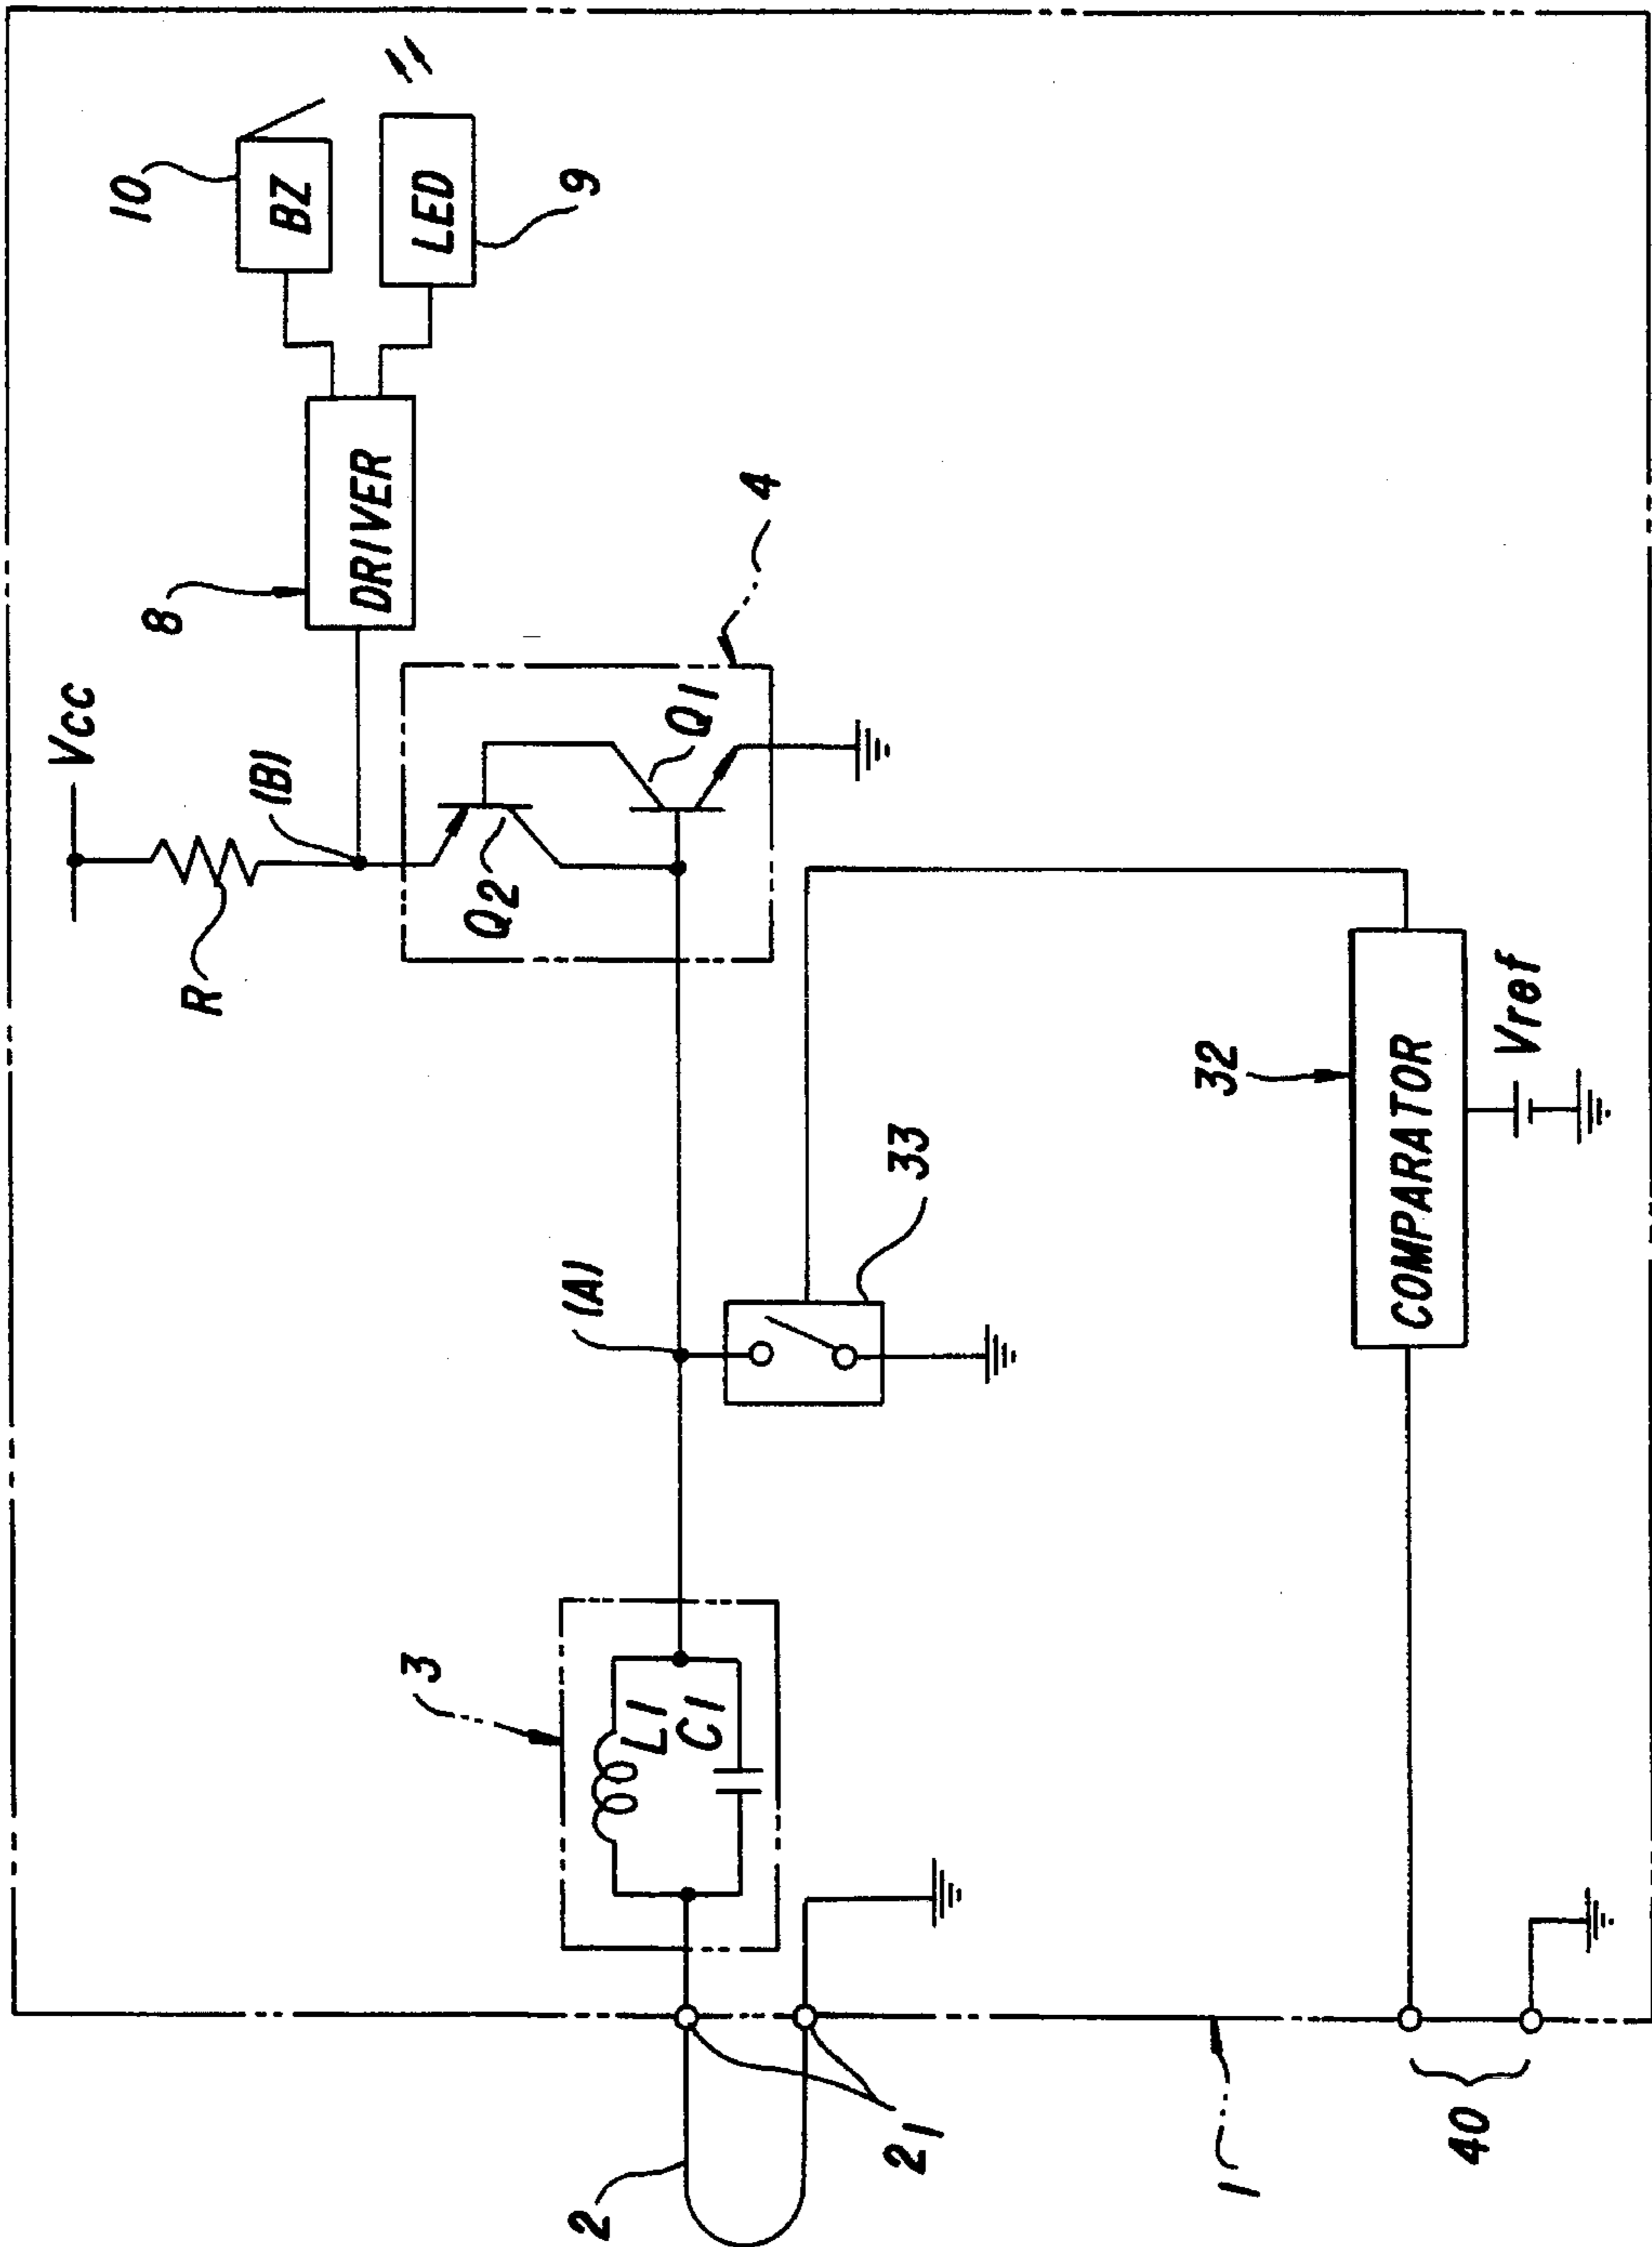 10
BZ
LED
9
8
DRIVER
Vcc
(B)
R
4
Q2
Q1
(A)
33
32
COMPARATOR
Vref
3
L1
C1
2
21
1
40